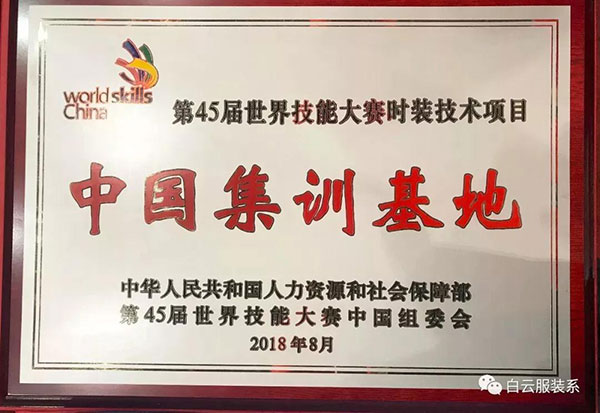 world skills
China
第45届世界技能大赛时装技术项目
中国集训基地
中华人民共和国人力资源和社会保障部
第45届世界技能大赛中国组委会
2018年8月
白云服装系